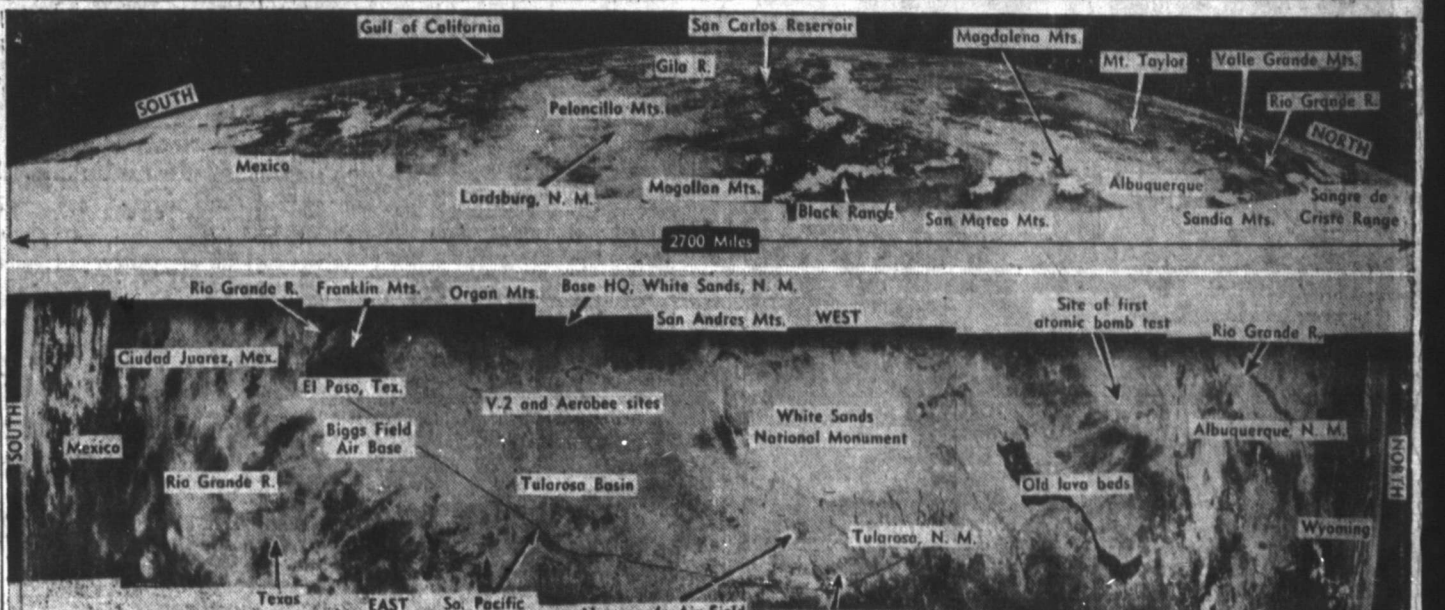 Gulf of California
San Carlos Reservoir
Magdalena Mts.
Gila R.
Mt. Taylor
Valle Grande Mts.
SOUTH
Peloncillo Mts.
Rio Grande R.
NORTH
Mexico
Lordsburg, N. M.
Mogollon Mts.
Albuquerque
Black Range
San Mateo Mts.
Sandia Mts.
Sangre de
Cristo Range
2700 Miles
Rio Grande R.
Franklin Mts.
Organ Mts.
Base HQ, White Sands, N. M.
San Andres Mts.
WEST
Site of first
atomic bomb test
Rio Grande R.
Ciudad Juarez, Mex.
El Paso, Tex.
V.2 and Aerobee sites
White Sands
National Monument
SOUTH
Mexico
Biggs Field
Air Base
Albuquerque, N. M.
NORTH
Rio Grande R.
Tularosa Basin
Old lava beds
Tularosa, N. M.
Wyoming
Texas
EAST
So. Pacific